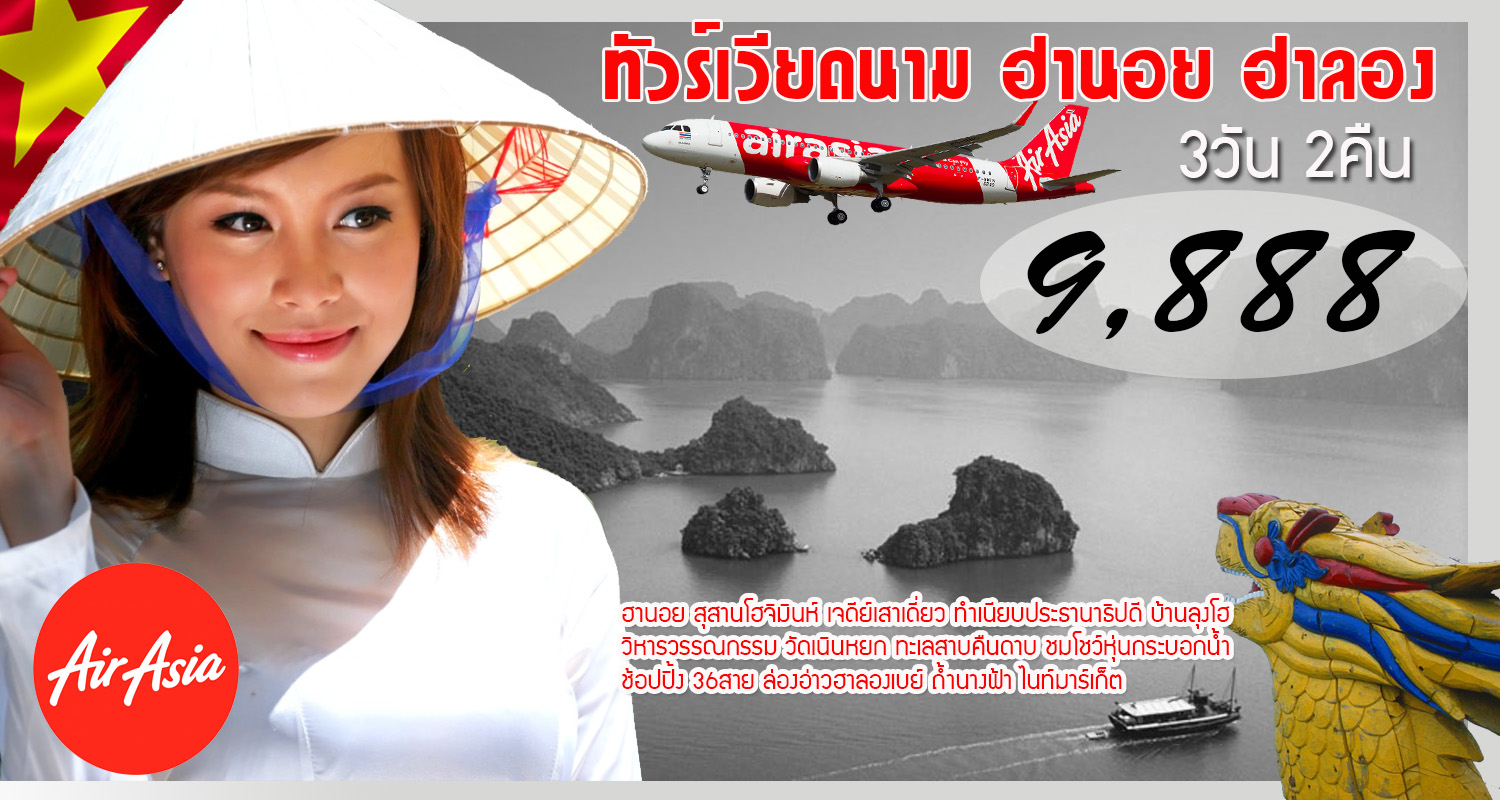 ทัวร์เวียดนาม ฮานอย ฮาลอง
airasia
AirAsia
3วัน 2คืน
9,888
ฮานอย สุสานโฮจิมินห์ เจดีย์เสาเดี่ยว ทำเนียบประธานาธิปดี บ้านลุงโฮ
วิหารวรรณกรรม วัดเนินหยก ทะเลสาบคืนดาบ ชมโชว์หุ่นกระบอกน้ำ
ช้อปปิ้ง 36สาย ล่องอ่าวฮาลองเบย์ ถ้ำนางฟ้า ไนท์มาร์เก็ต
AirAsia